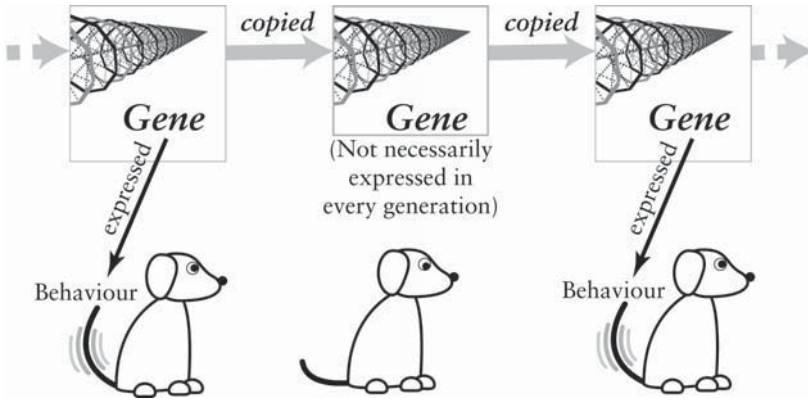 copied
copied
Gene
Gene
Gene
(Not necessarily
expressed in
every generation)
expressed
expressed
Behaviour
Behaviour